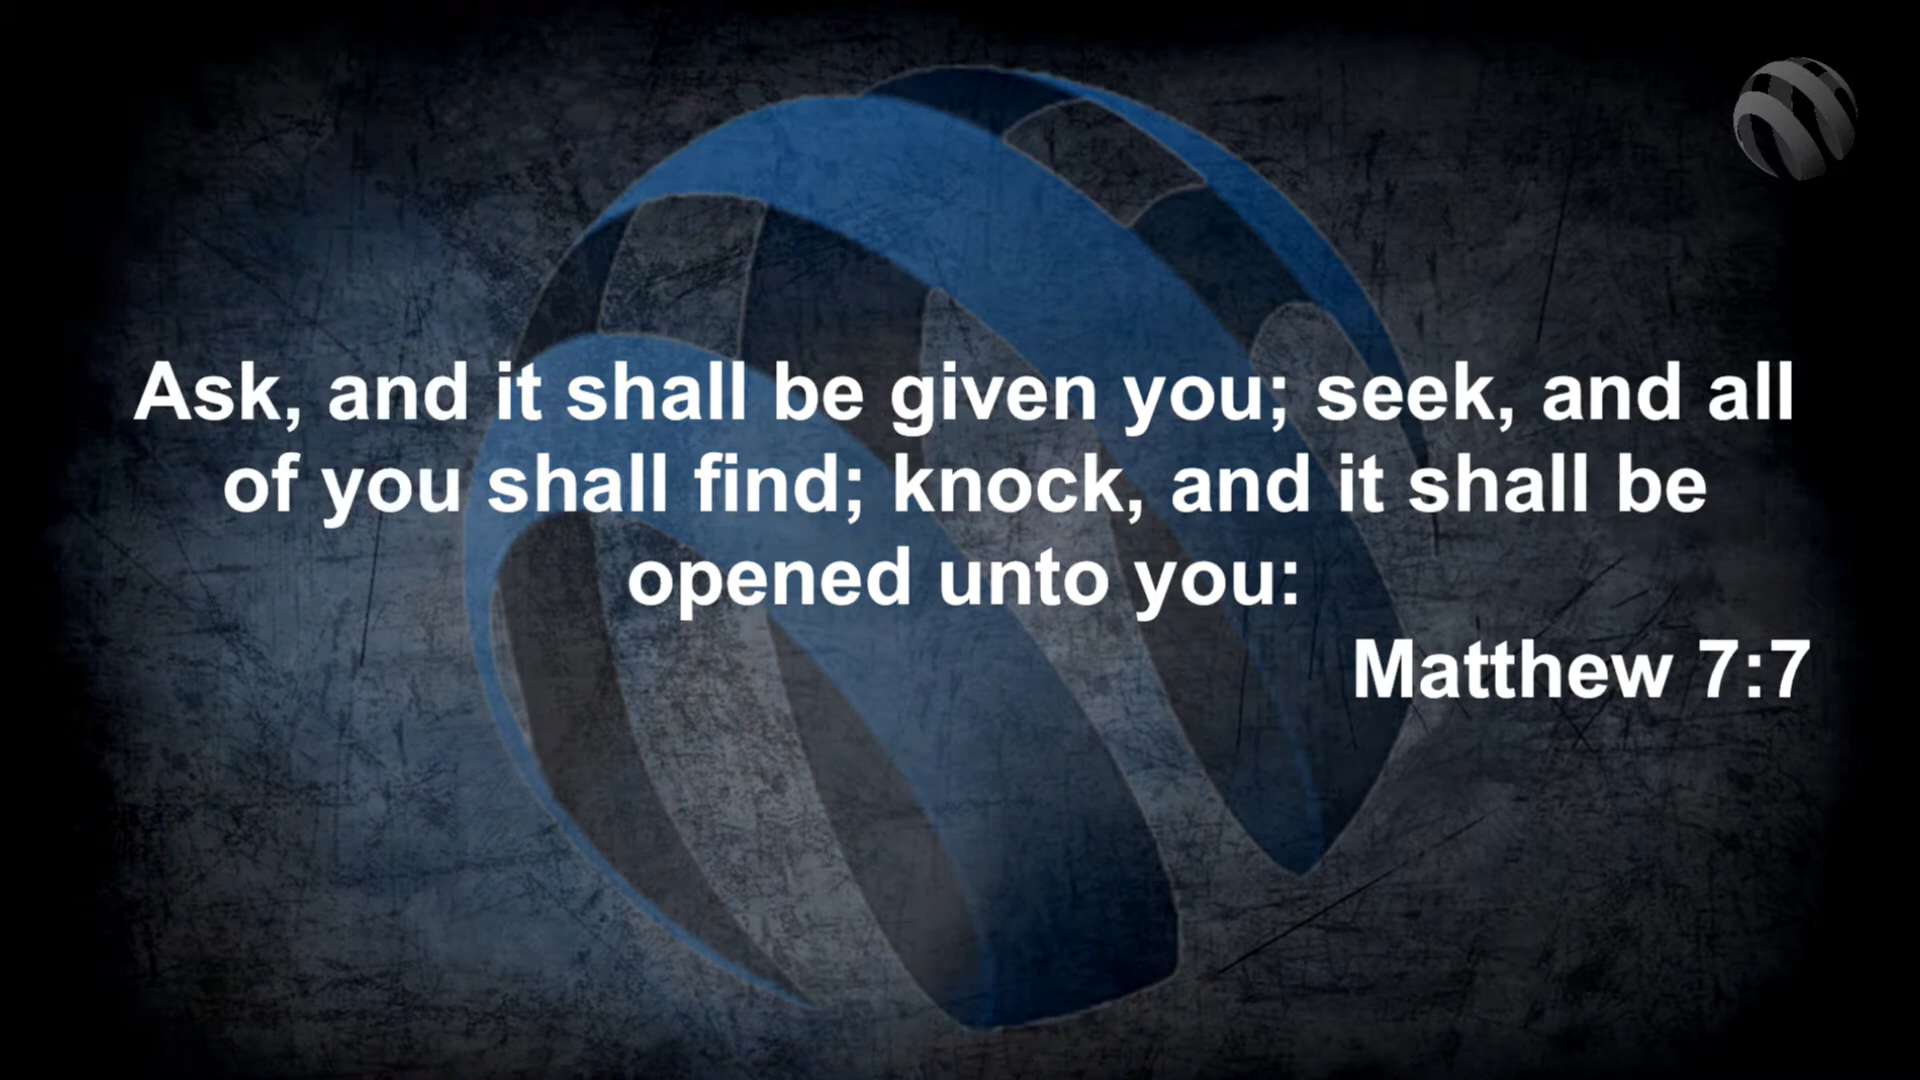 Ask, and it shall be given you; seek, and all
of you shall find; knock, and it shall be
opened unto you:
Matthew 7:7